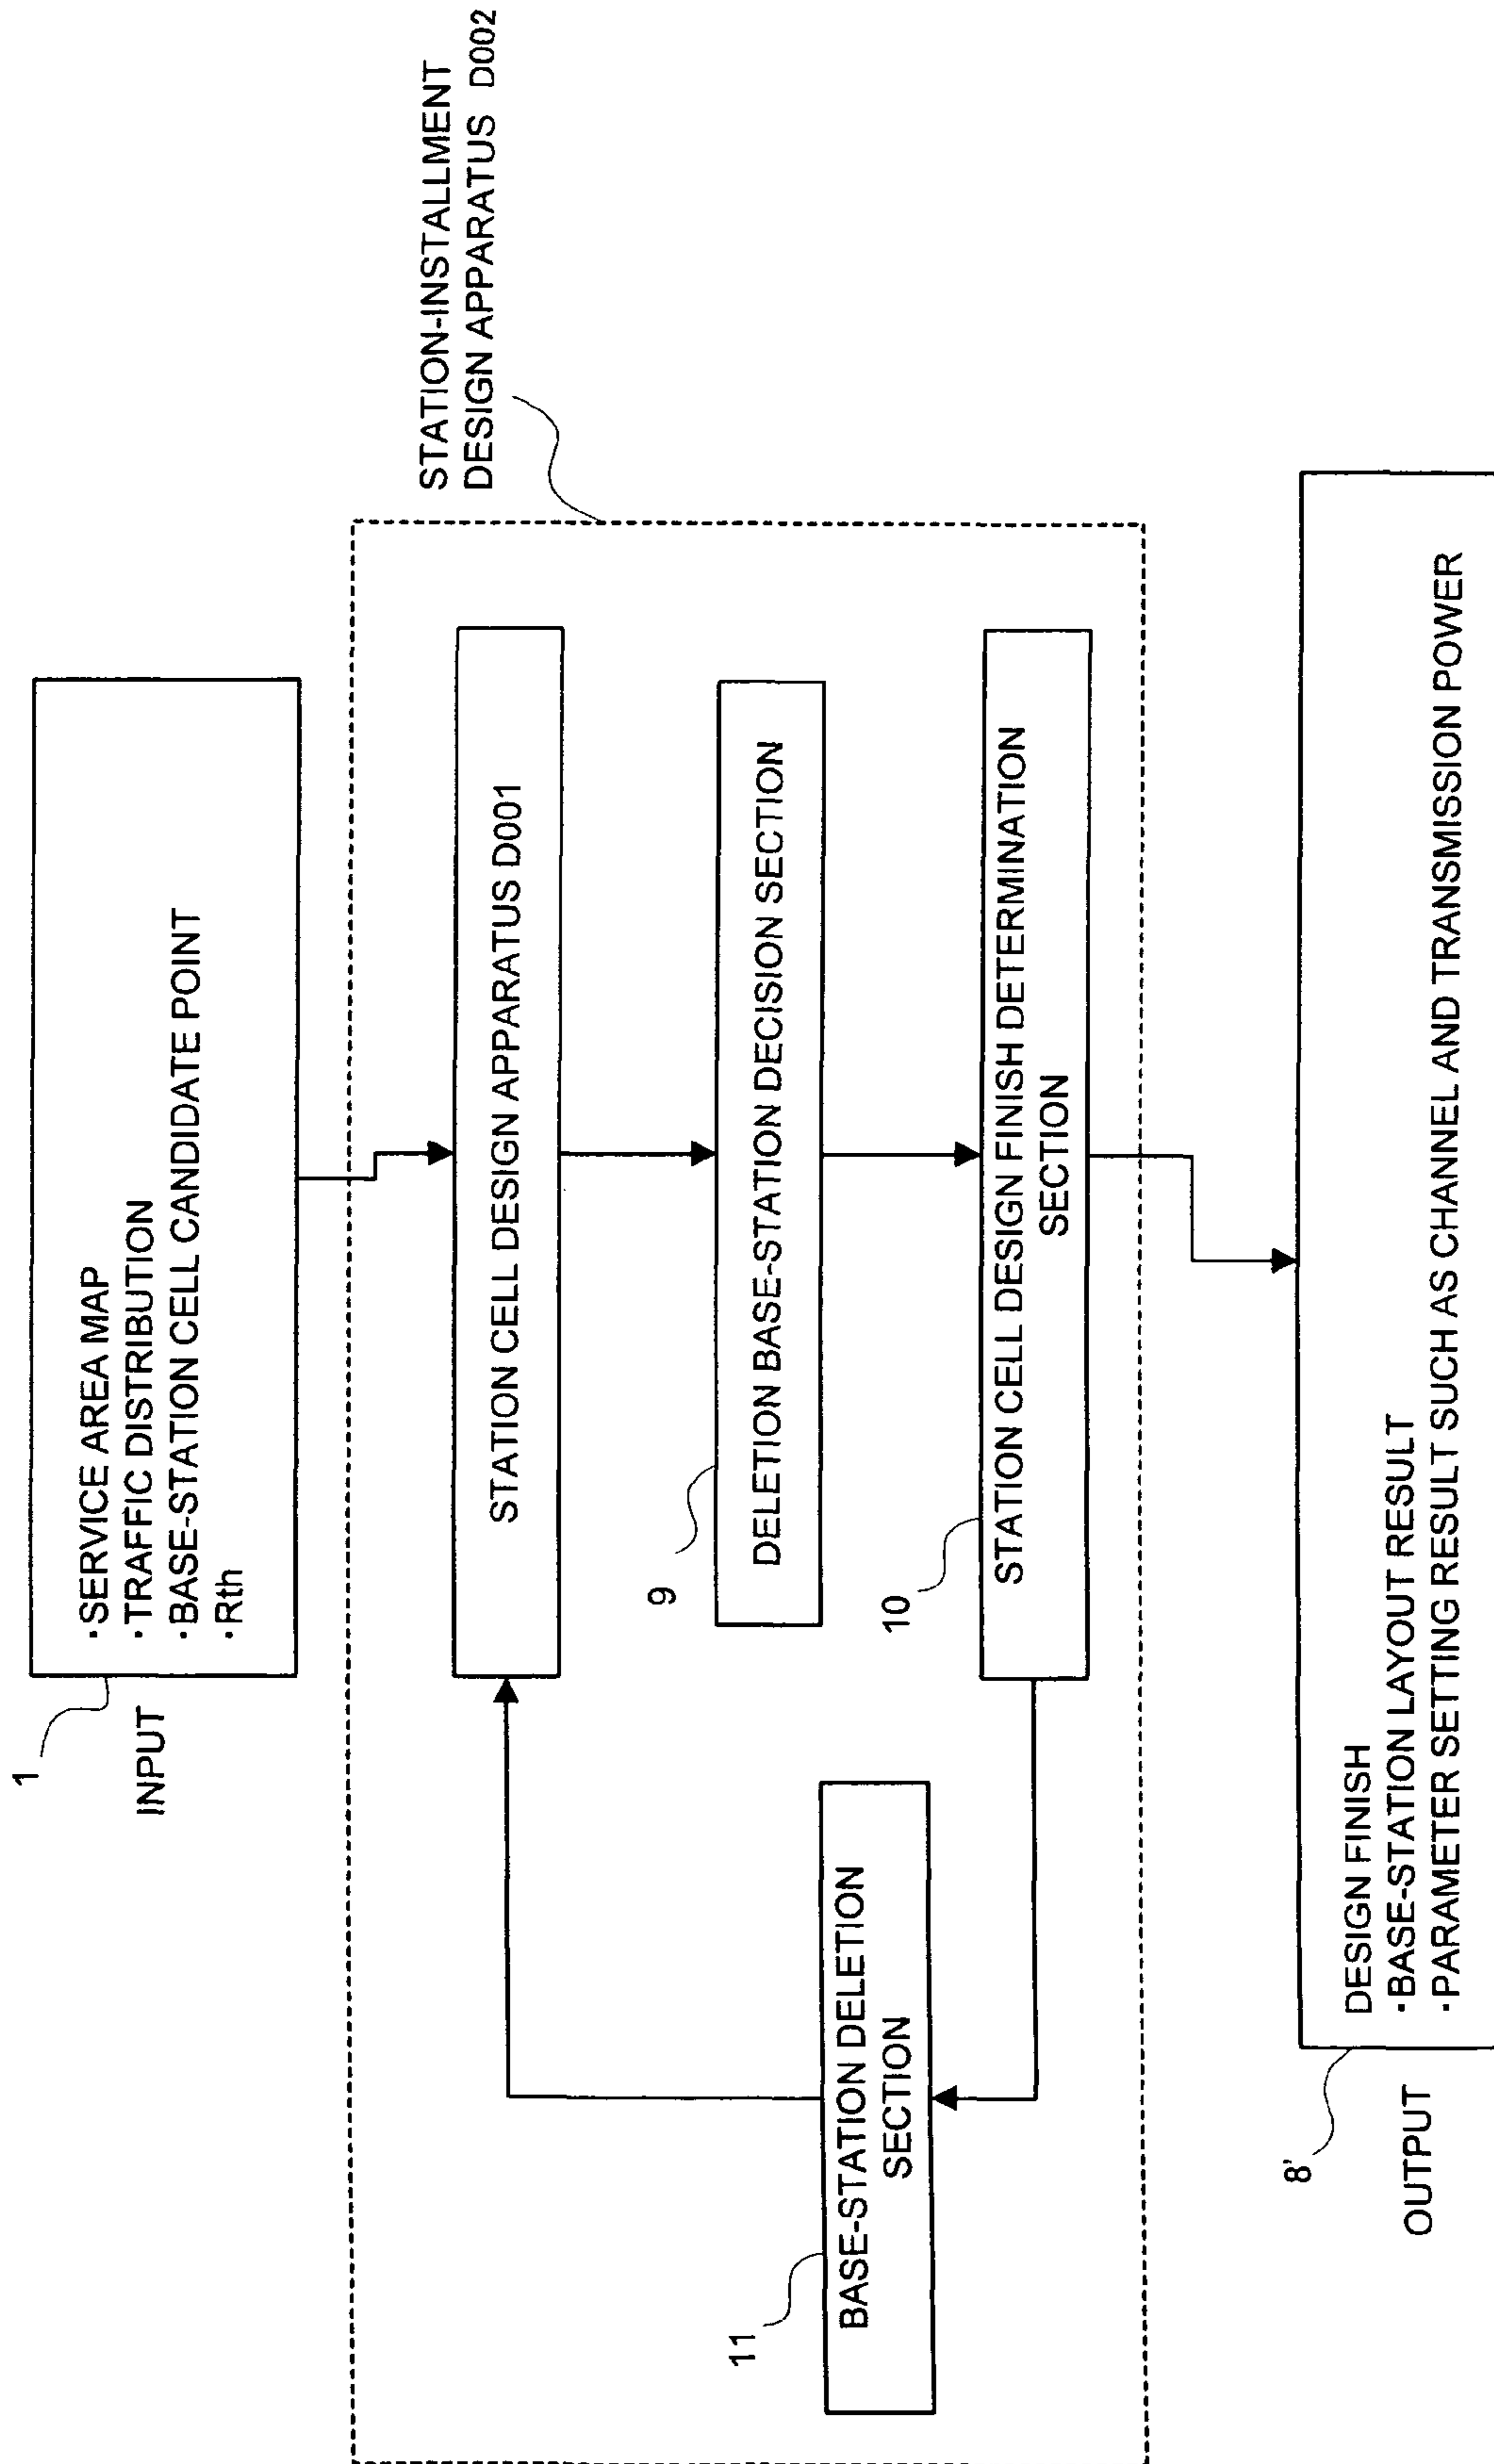 1
INPUT
·SERVICE AREA MAP
·TRAFFIC DISTRIBUTION
·BASE-STATION CELL CANDIDATE POINT
·Rth
STATION-INSTALLMENT
DESIGN APPARATUS D002
STATION CELL DESIGN APPARATUS D001
9
DELETION BASE-STATION DECISION SECTION
10
STATION CELL DESIGN FINISH DETERMINATION
SECTION
11
BASE-STATION DELETION
SECTION
8'
OUTPUT
DESIGN FINISH
·BASE-STATION LAYOUT RESULT
·PARAMETER SETTING RESULT SUCH AS CHANNEL AND TRANSMISSION POWER